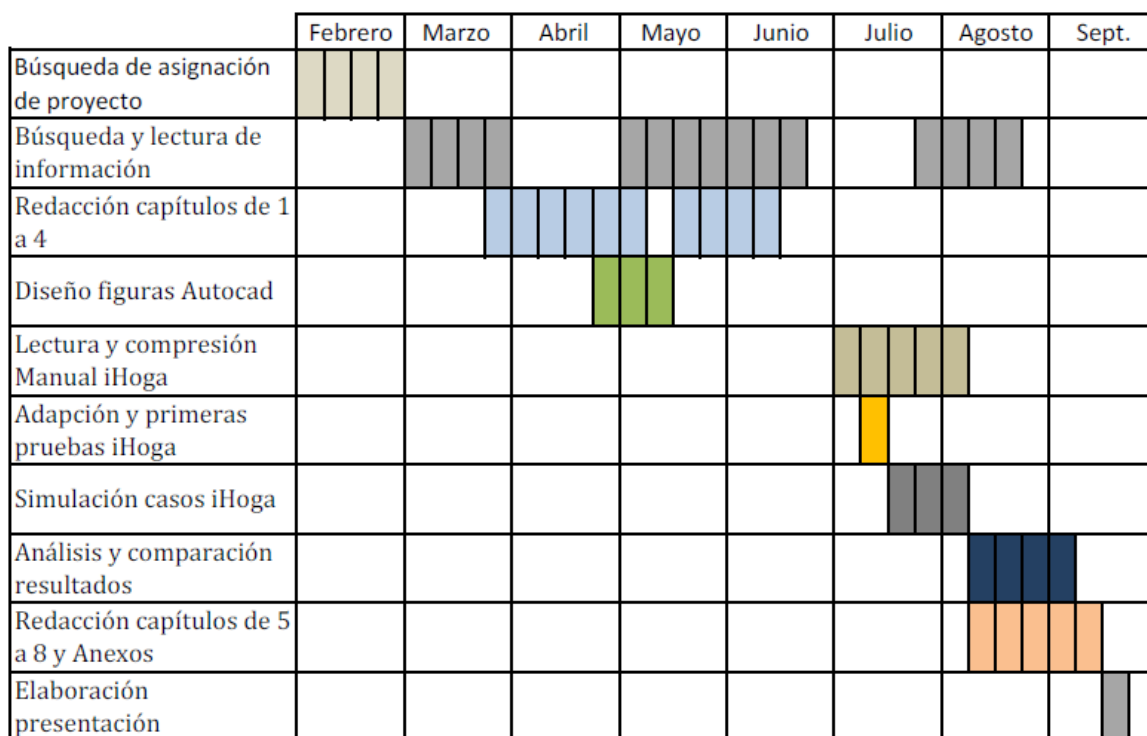 Febrero Marzo Abril Mayo Junio Julio Agosto Sept.
Búsqueda de asignación
de proyecto
Búsqueda y lectura de
información
Redacción capítulos de 1
a 4
Diseño figuras Autocad
Lectura y compresión
Manual iHoga
Adapción y primeras
pruebas iHoga
Simulación casos iHoga
Análisis y comparación
resultados
Redacción capítulos de 5
a 8 y Anexos
Elaboración
presentación